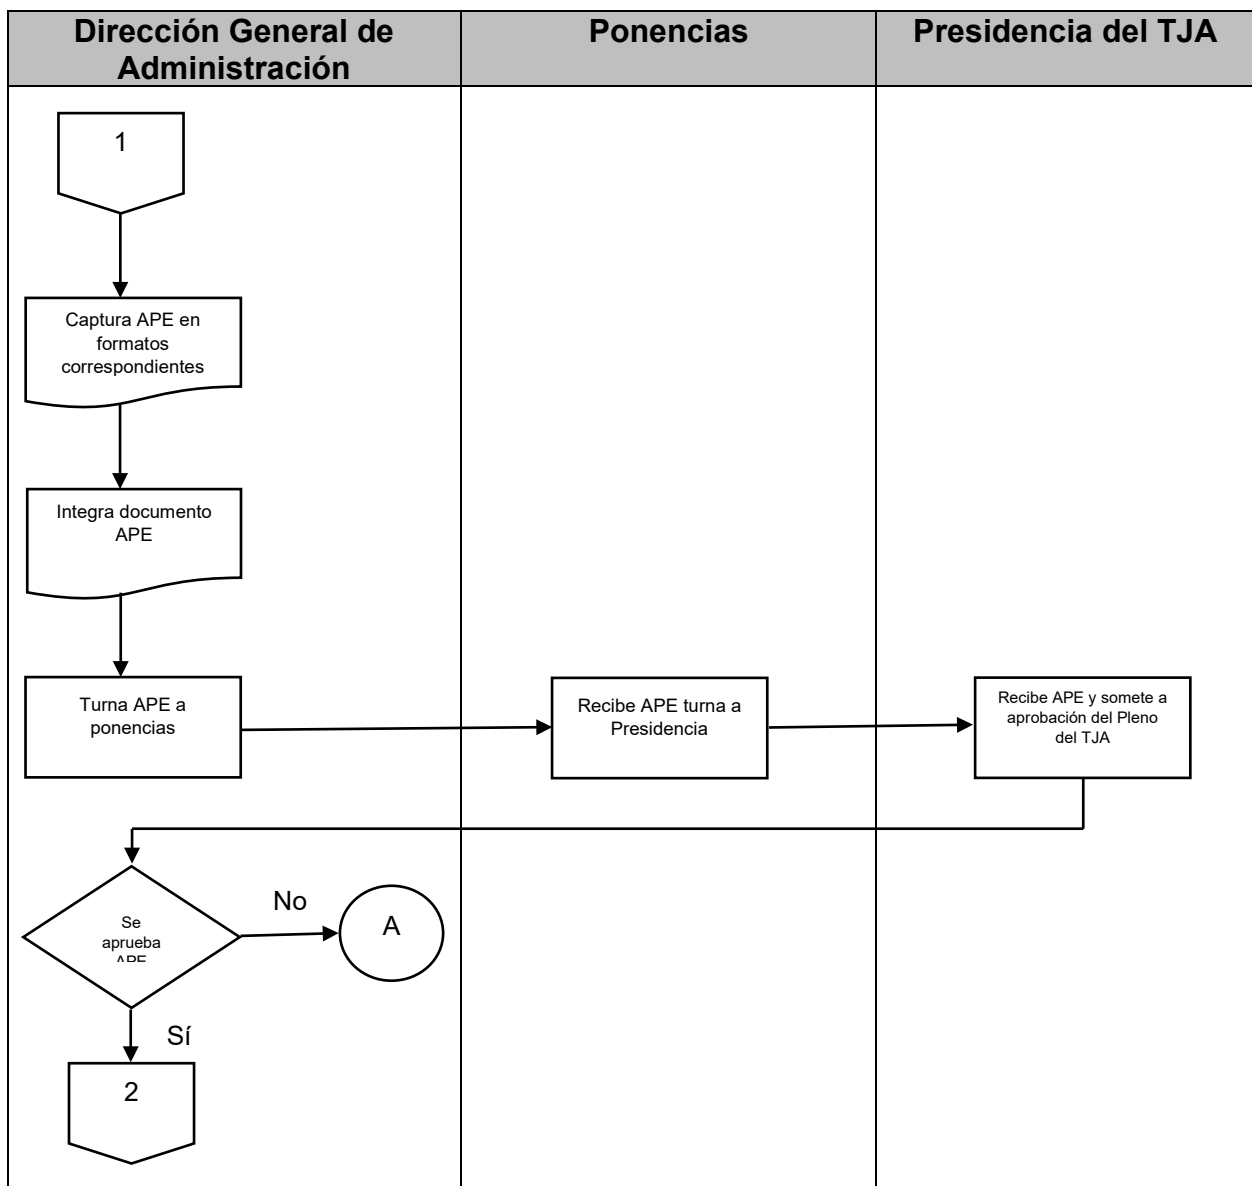 Dirección General de
Administración
Ponencias
Presidencia del TJA
1
Captura APE en
formatos
correspondientes
Integra documento
APE
Turna APE a
ponencias
Recibe APE turna a
Presidencia
Recibe APE y somete a
aprobación del Pleno
del TJA
Se
aprueba
APE
No
A
Sí
2